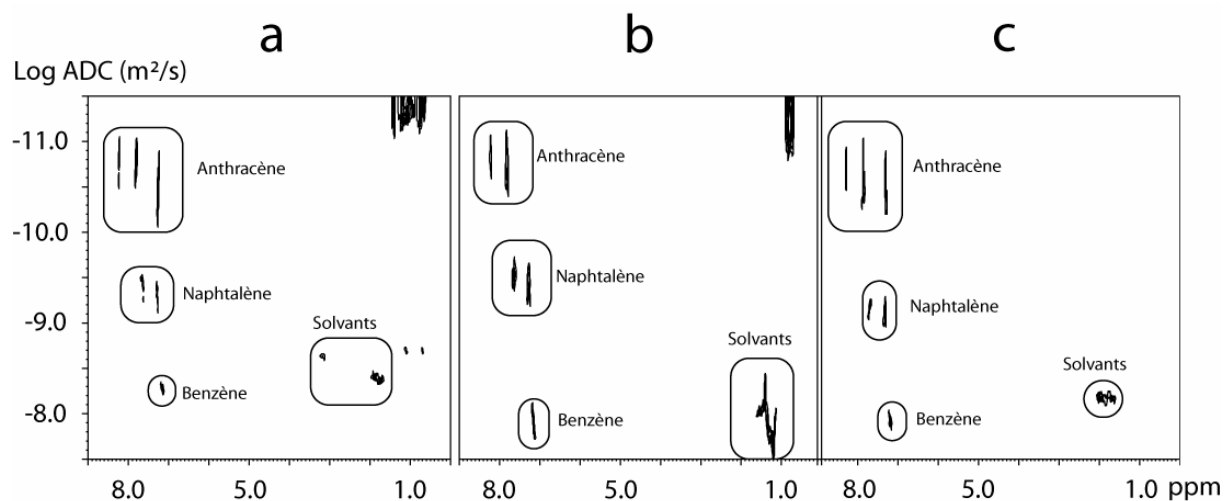 a b c
Log ADC (m²/s)
-11.0
-10.0
-9.0
-8.0
Anthracène
Naphtalène
Solvants
Benzène
Anthracène
Naphtalène
Solvants
Benzène
Anthracène
Naphtalène
Solvants
Benzène
8.0 5.0 1.0 8.0 5.0 1.0 8.0 5.0 1.0 ppm